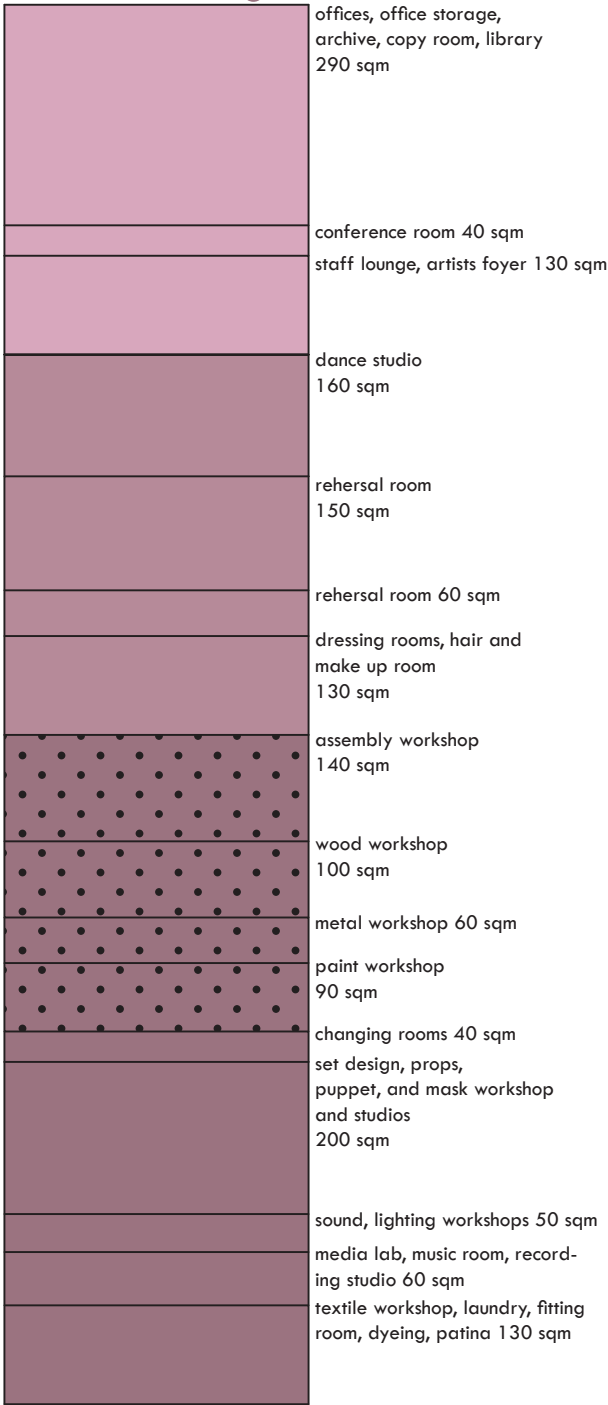 offices, office storage,
archive, copy room, library
290 sqm
conference room 40 sqm
staff lounge, artists foyer 130 sqm
dance studio
160 sqm
rehersal room
150 sqm
rehersal room 60 sqm
dressing rooms, hair and
make up room
130 sqm
assembly workshop
140 sqm
wood workshop
100 sqm
metal workshop 60 sqm
paint workshop
90 sqm
changing rooms 40 sqm
set design, props,
puppet, and mask workshop
and studios
200 sqm
sound, lighting workshops 50 sqm
media lab, music room, record-
ing studio 60 sqm
textile workshop, laundry, fitting
room, dyeing, patina 130 sqm